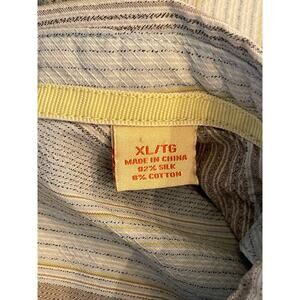 XL/TG
MADE IN CHINA
92% SILK
8% COTTON